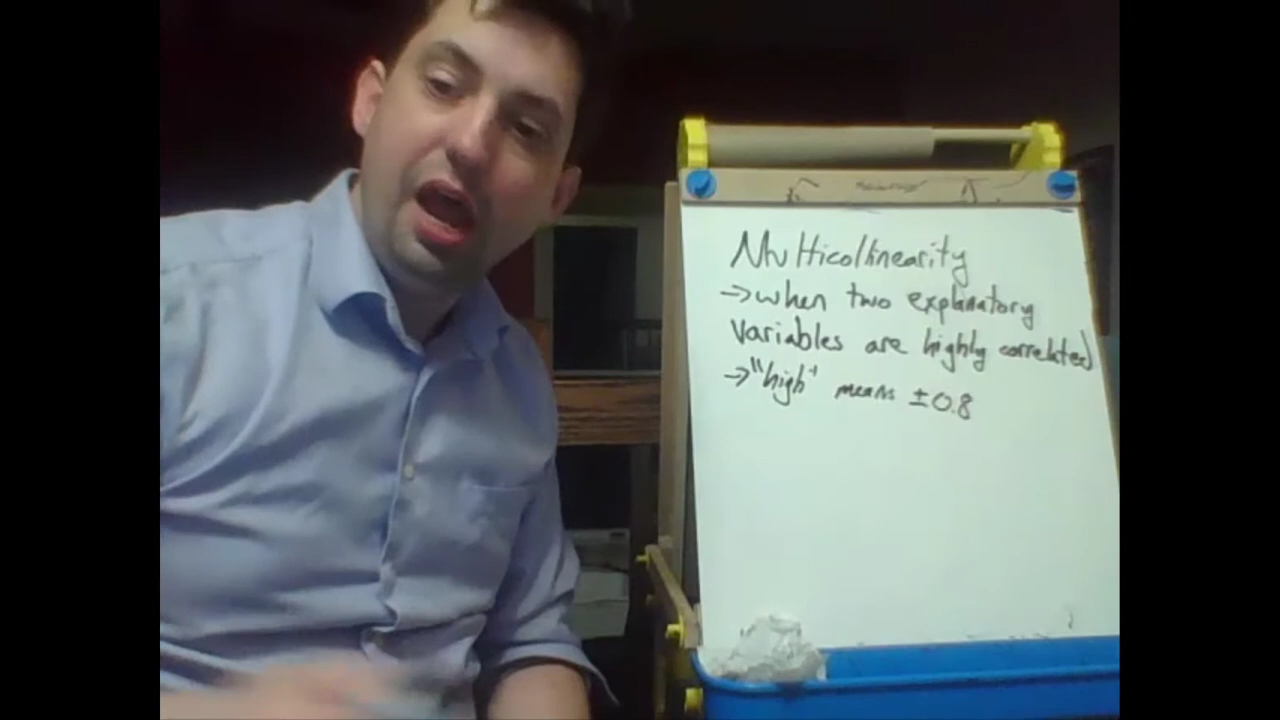 Multicollinearity
→when two explanatory
variables are highly correlated
→"high" means ±0.8